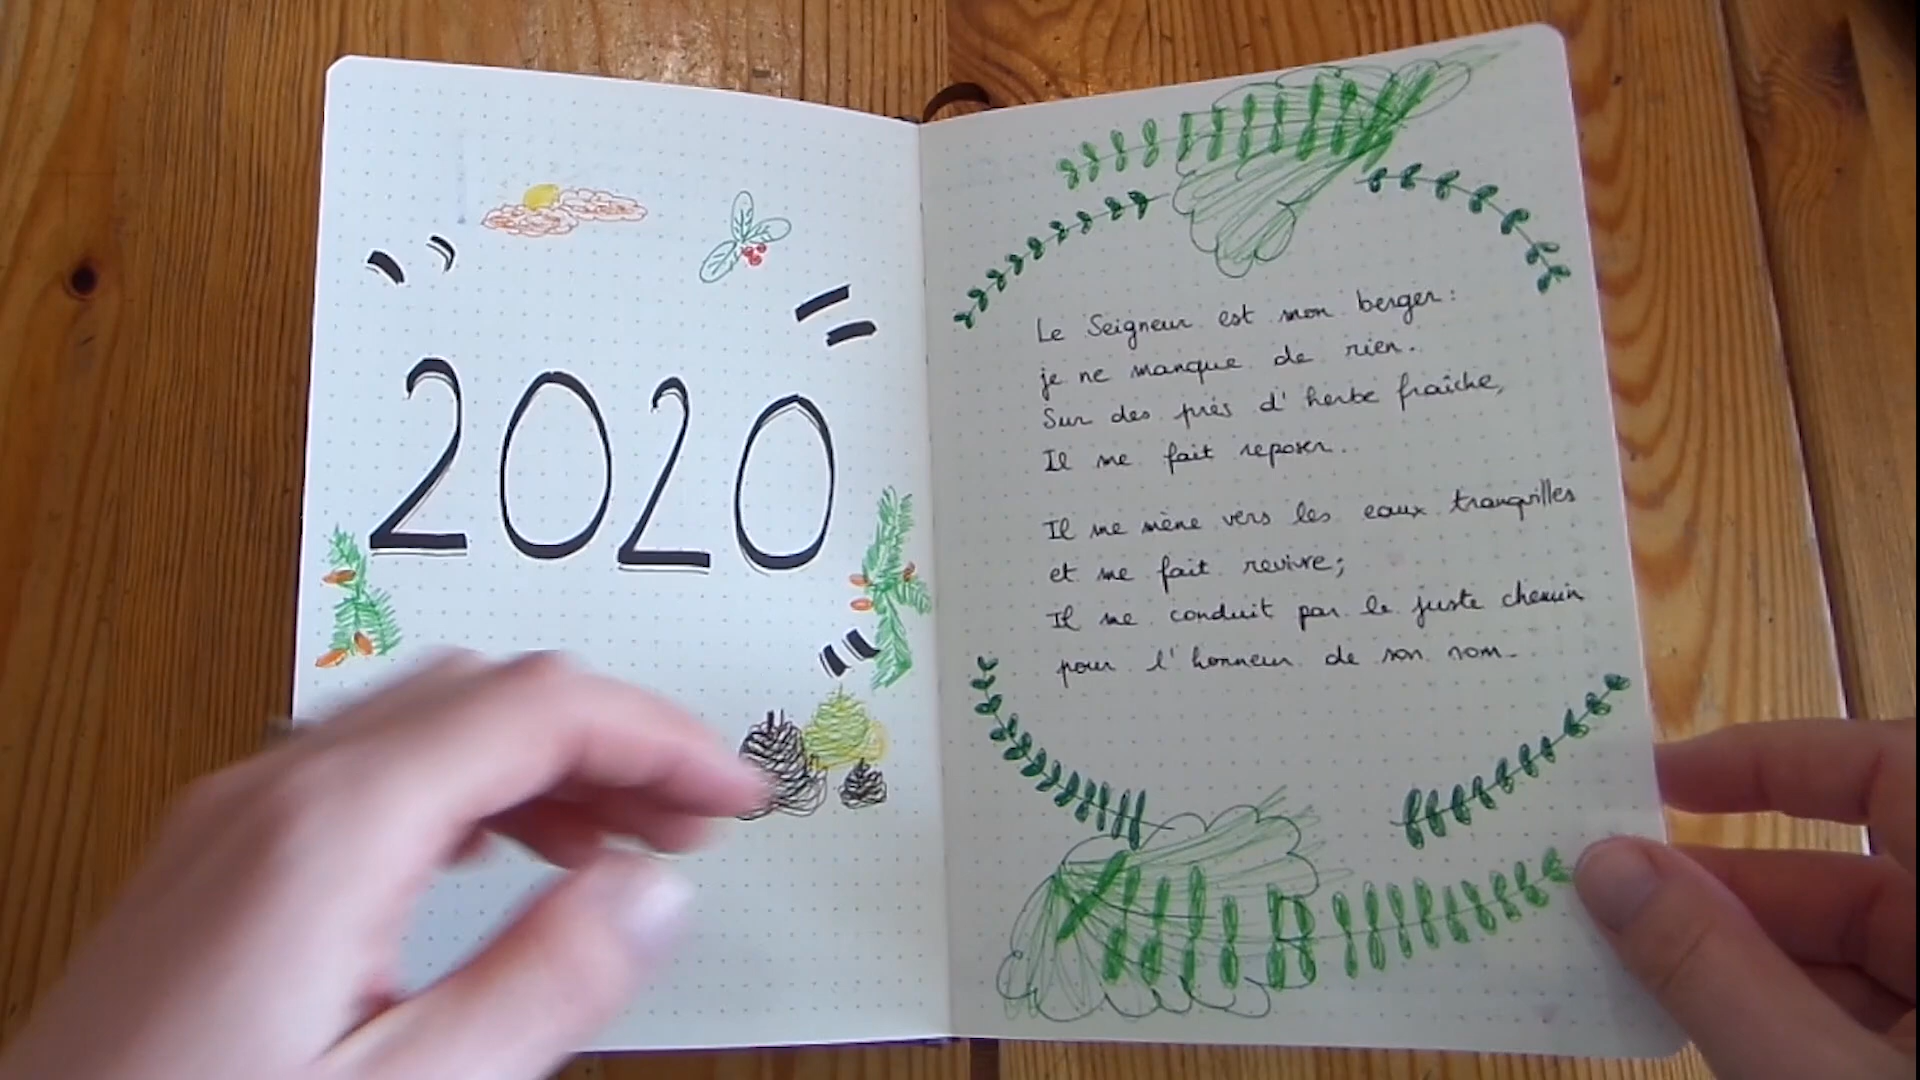 2020
Le Seigneur est mon berger :
je ne manque de rien.
Sur des prés d'herbe fraîche,
Il me fait reposer.
Il me mène vers les eaux tranquilles
et me fait revivre;
Il me conduit par le juste chemin
pour l'honneur de son nom.